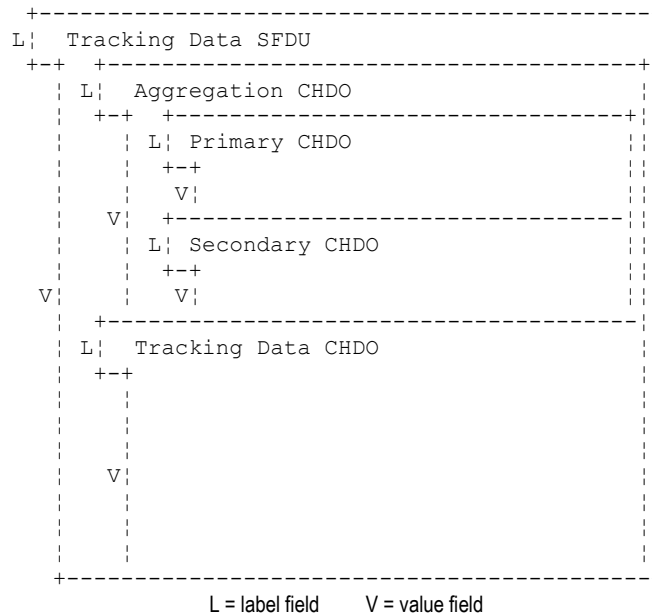 L Tracking Data SFDU
L Aggregation CHDO
L Primary CHDO
V
V
L Secondary CHDO
V V
L Tracking Data CHDO
V
L = label field V = value field